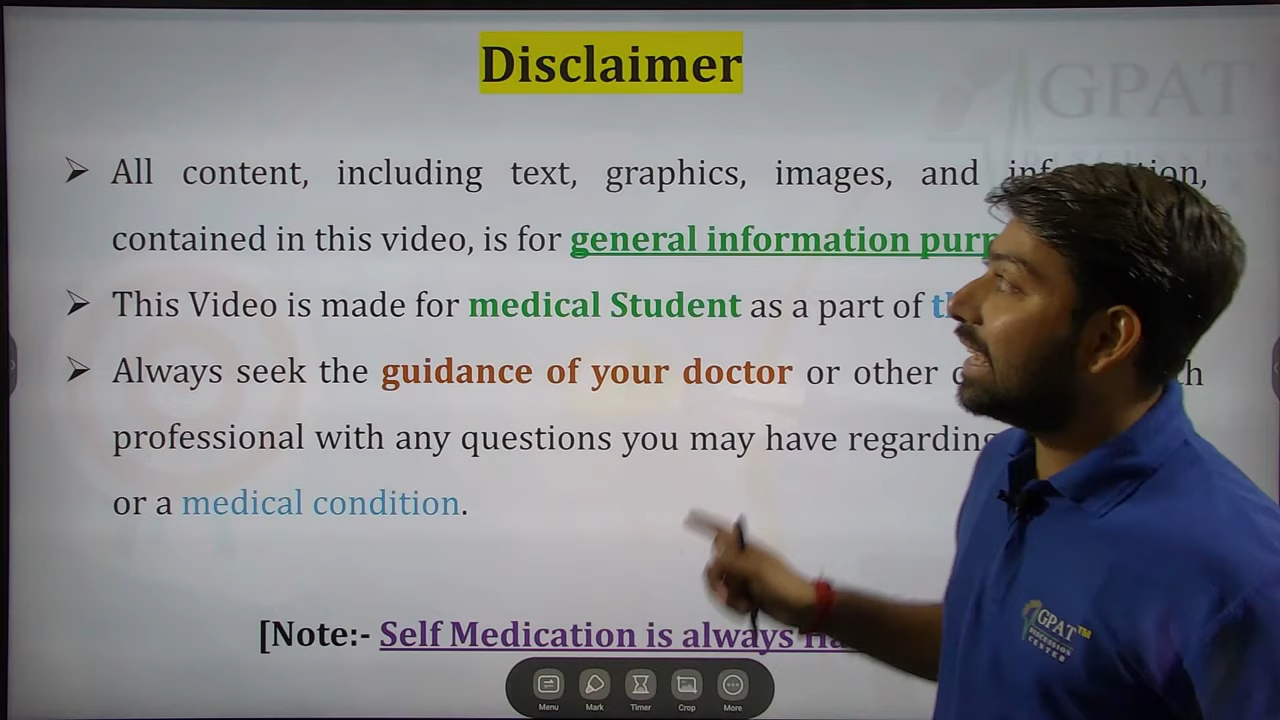 Disclaimer
GPAT
➢ All content, including text, graphics, images, and information,
contained in this video, is for general information
➢ This Video is made for medical Student as a part of
➢ Always seek the guidance of your doctor or other
professional with any questions you may have regarding
or a medical condition.
[Note:- Self Medication is always
GPAT™
DISCUSSION
CENTER
Menu Mark Timer Crop More